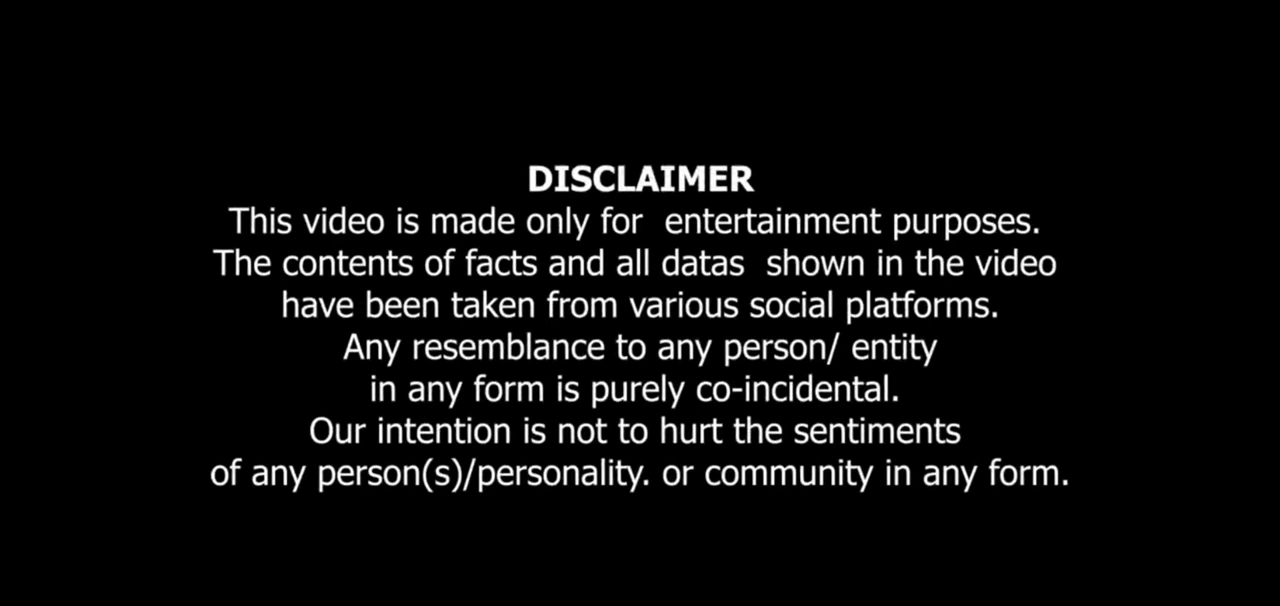 DISCLAIMER
This video is made only for entertainment purposes.
The contents of facts and all datas shown in the video
have been taken from various social platforms.
Any resemblance to any person/ entity
in any form is purely co-incidental.
Our intention is not to hurt the sentiments
of any person(s)/personality. or community in any form.